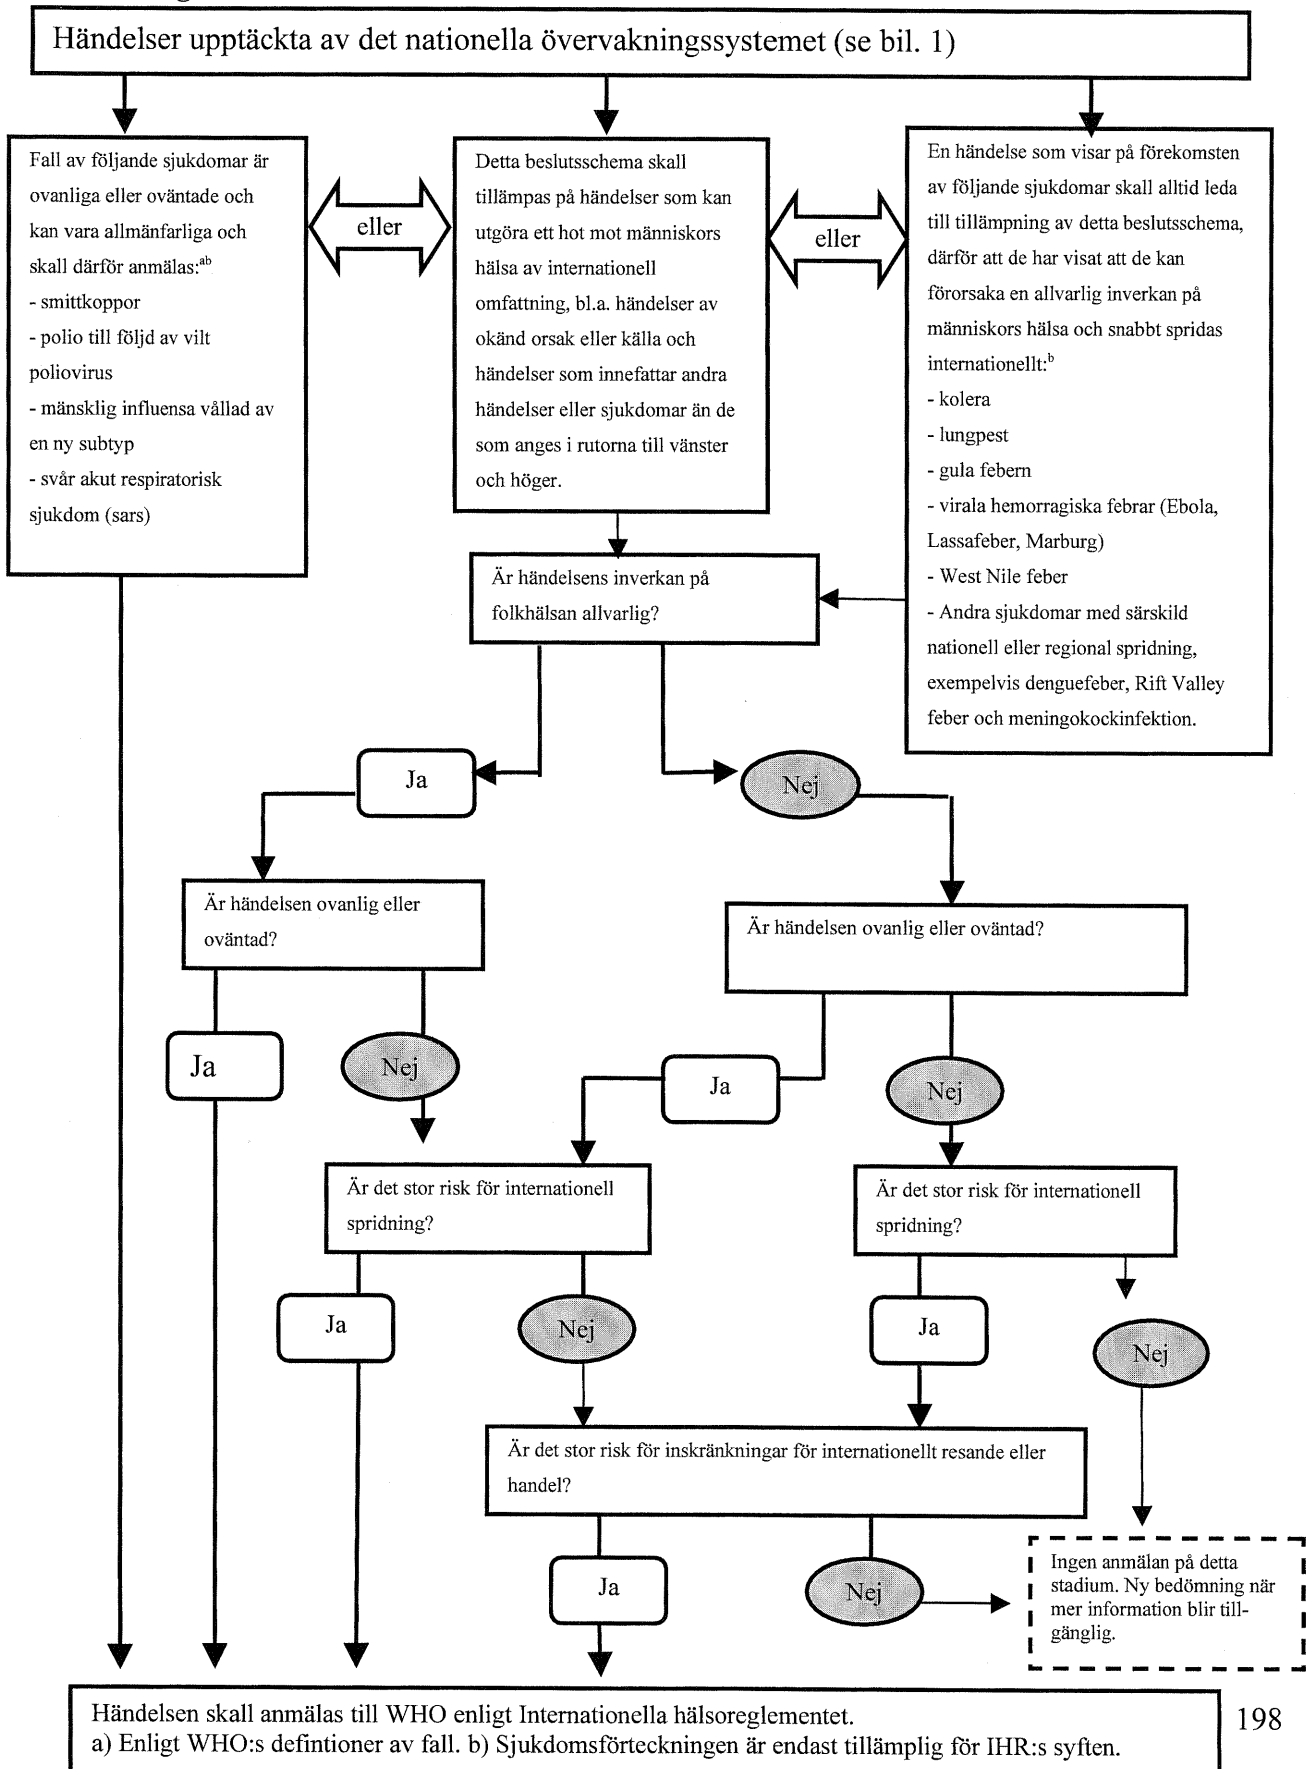 Händelser upptäckta av det nationella övervakningssystemet (se bil. 1)
Fall av följande sjukdomar är
ovanliga eller oväntade och
kan vara allmänfarliga och
skall därför anmälas:ab
- smittkoppor
- polio till följd av vilt
poliovirus
- mänsklig influensa vållad av
en ny subtyp
- svår akut respiratorisk
sjukdom (sars)
eller
Detta beslutsschema skall
tillämpas på händelser som kan
utgöra ett hot mot människors
hälsa av internationell
omfattning, bl.a. händelser av
okänd orsak eller källa och
händelser som innefattar andra
händelser eller sjukdomar än de
som anges i rutorna till vänster
och höger.
eller
En händelse som visar på förekomsten
av följande sjukdomar skall alltid leda
till tillämpning av detta beslutsschema,
därför att de har visat att de kan
förorsaka en allvarlig inverkan på
människors hälsa och snabbt spridas
internationellt:b
- kolera
- lungpest
- gula febern
- virala hemorragiska febrar (Ebola,
Lassafeber, Marburg)
- West Nile feber
- Andra sjukdomar med särskild
nationell eller regional spridning,
exempelvis denguefeber, Rift Valley
feber och meningokockinfektion.
Är händelsens inverkan på
folkhälsan allvarlig?
Ja
Nej
Är händelsen ovanlig eller
oväntad?
Är händelsen ovanlig eller oväntad?
Ja
Nej
Ja
Nej
Är det stor risk för internationell
spridning?
Är det stor risk för internationell
spridning?
Ja
Nej
Ja
Nej
Är det stor risk för inskränkningar för internationellt resande eller
handel?
Ja
Nej
Ingen anmälan på detta
stadium. Ny bedömning när
mer information blir till-
gänglig.
Händelsen skall anmälas till WHO enligt Internationella hälsoreglementet.
a) Enligt WHO:s defintioner av fall. b) Sjukdomsförteckningen är endast tillämplig för IHR:s syften.
198